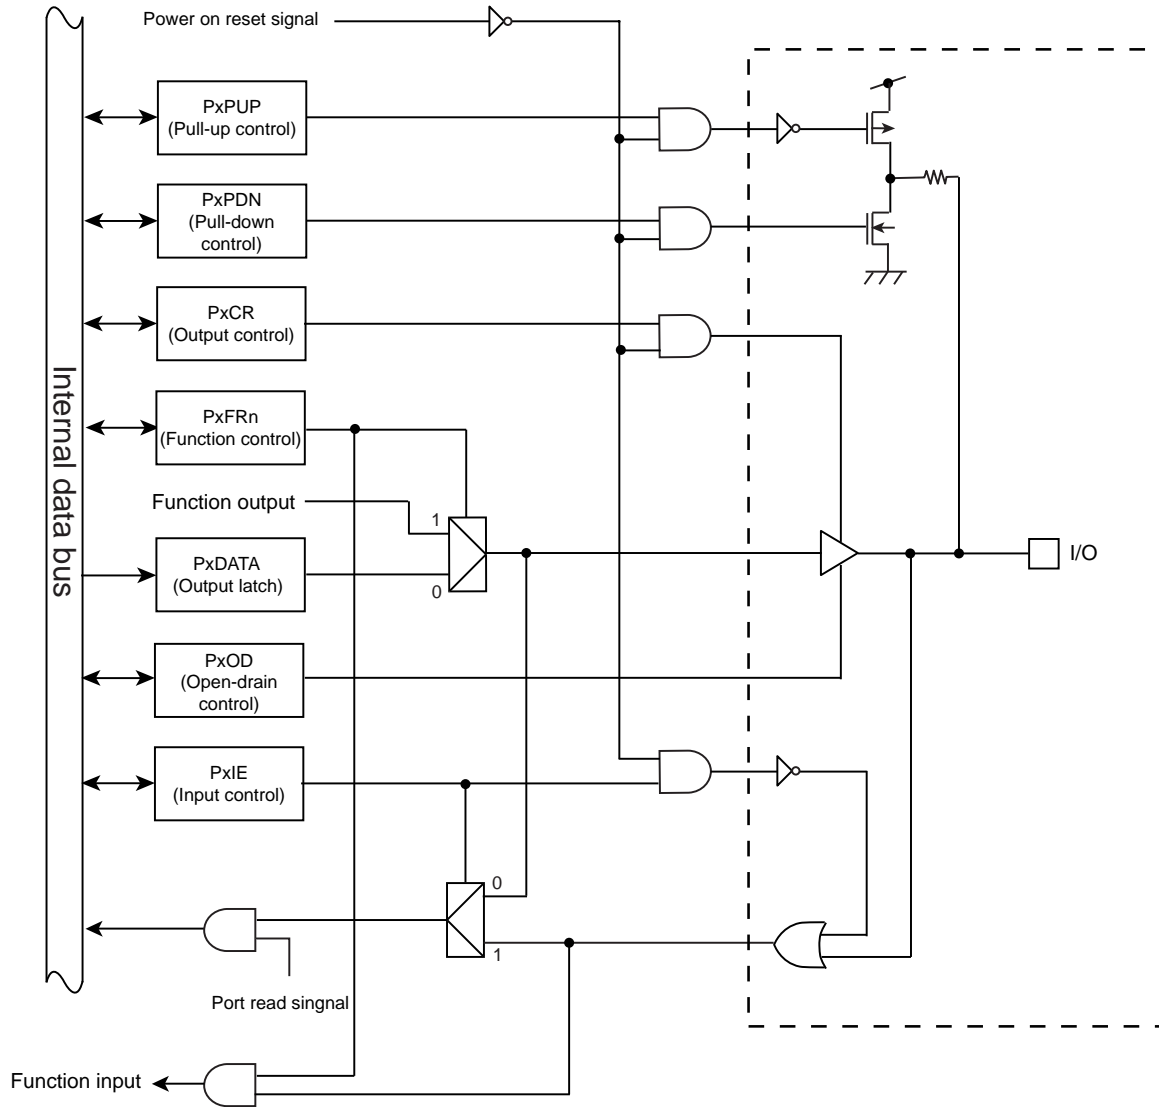 Power on reset signal
PxPUP
(Pull-up control)
PxPDN
(Pull-down
control)
PxCR
(Output control)
Internal data bus
PxFRn
(Function control)
Function output
1
PxDATA
(Output latch)
0
I/O
PxOD
(Open-drain
control)
PxIE
(Input control)
0
1
Port read singnal
Function input